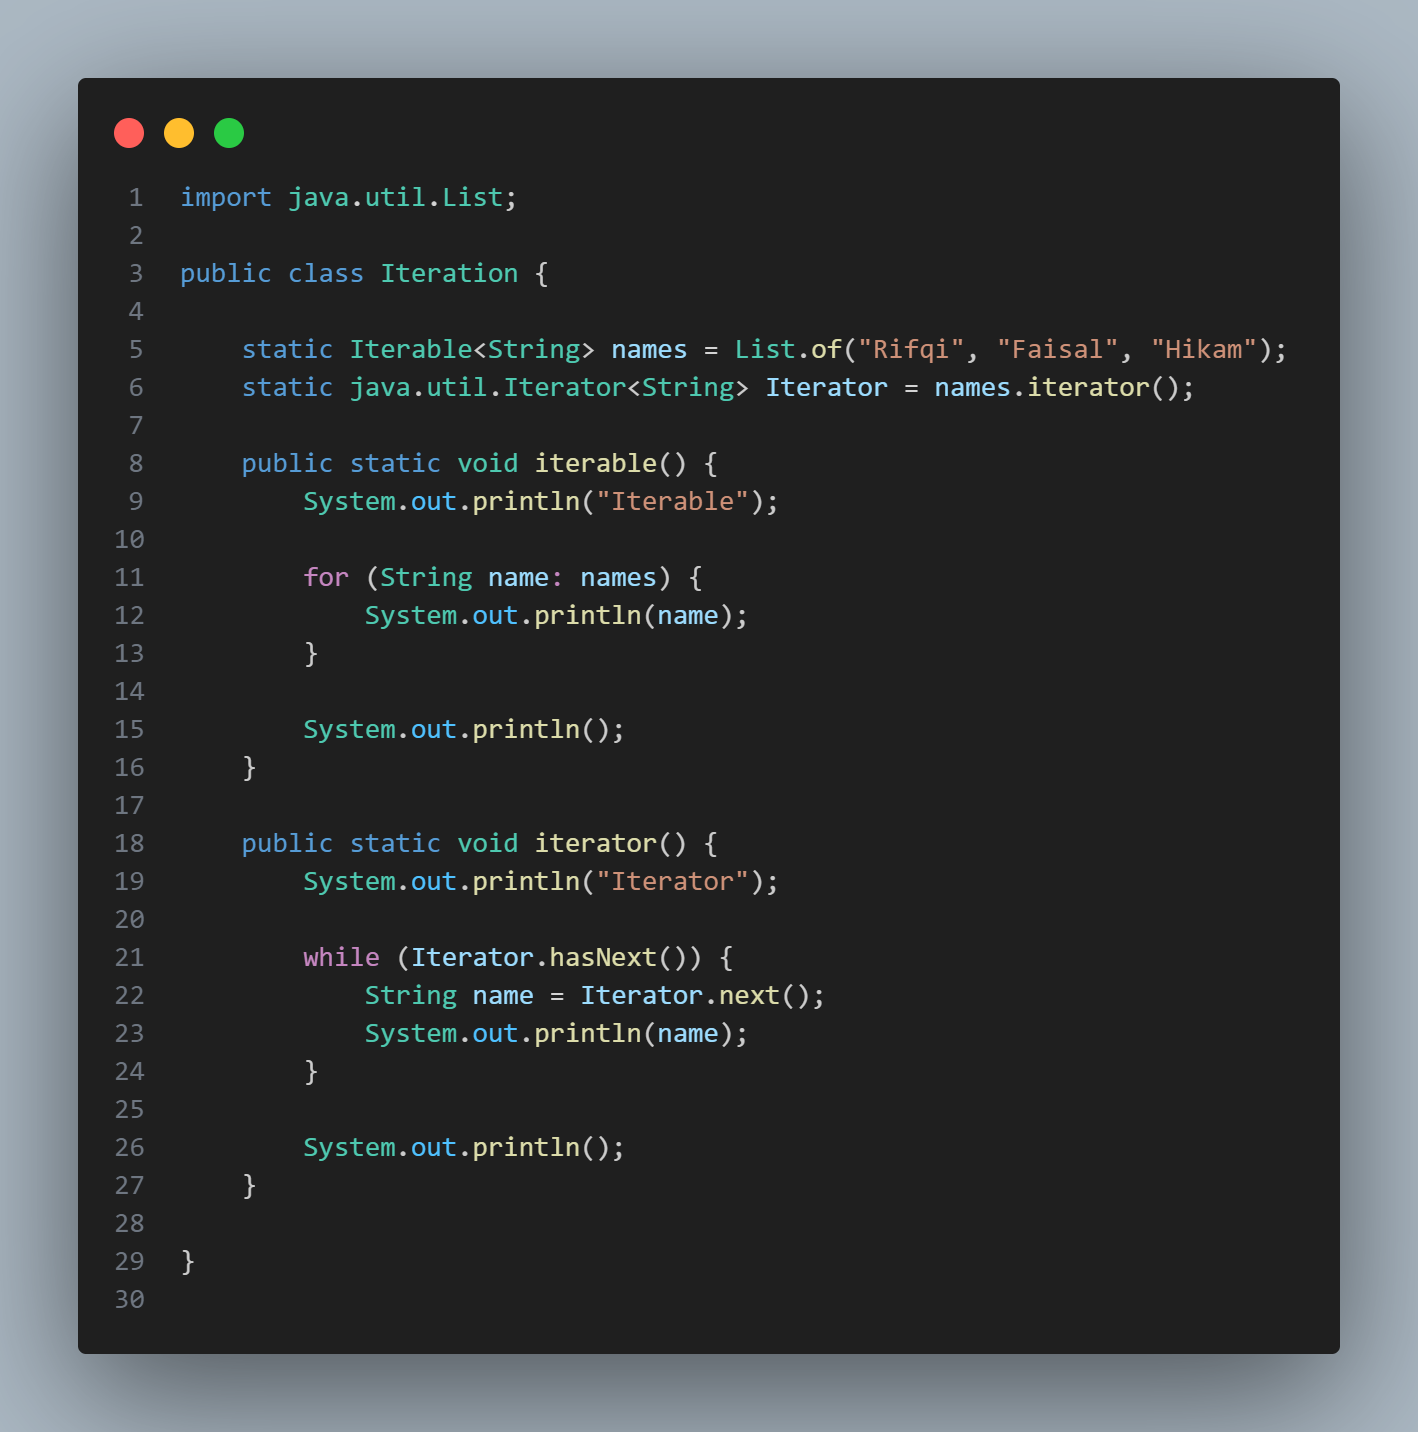 1 import java.util.List;
2
3 public class Iteration {
4
5     static Iterable<String> names = List.of("Rifqi", "Faisal", "Hikam");
6     static java.util.Iterator<String> Iterator = names.iterator();
7
8     public static void iterable() {
9         System.out.println("Iterable");
10
11         for (String name: names) {
12             System.out.println(name);
13         }
14
15         System.out.println();
16     }
17
18     public static void iterator() {
19         System.out.println("Iterator");
20
21         while (Iterator.hasNext()) {
22             String name = Iterator.next();
23             System.out.println(name);
24         }
25
26         System.out.println();
27     }
28
29 }
30